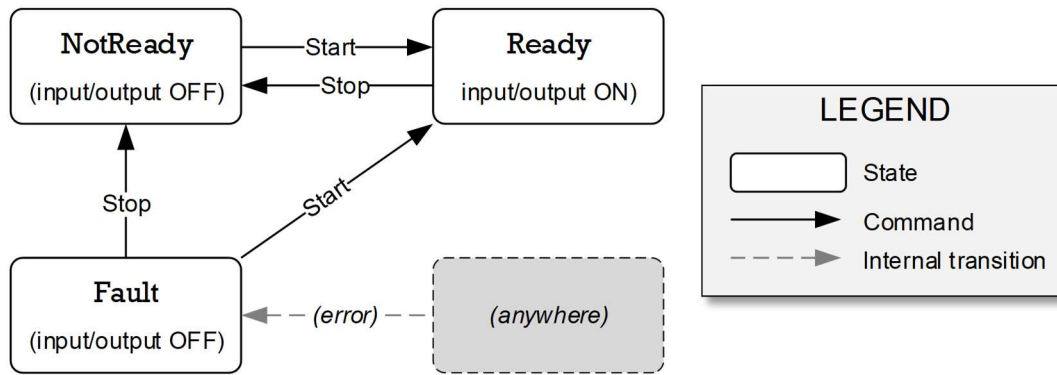 NotReady
(input/output OFF)
Start
Stop
Ready
input/output ON)
LEGEND
State
Command
Internal transition
Stop
Start
Fault
(input/output OFF)
(error)
(anywhere)